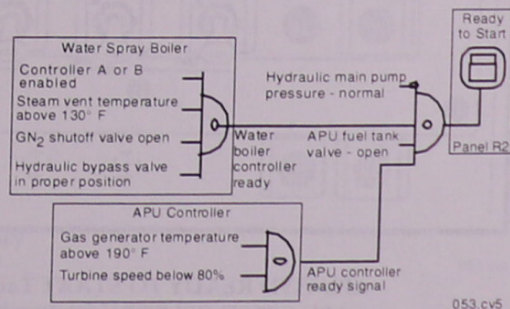 Water Spray Boiler
Controller A or B
enabled
Steam vent temperature
above 130° F
GN2 shutoff valve open
Hydraulic bypass valve
in proper position
Water
boiler
controller
ready
Hydraulic main pump
pressure - normal
APU fuel tank
valve - open
Ready
to Start
Panel R2
APU Controller
Gas generator temperature
above 190° F
Turbine speed below 80%
APU controller
ready signal
053.cv5